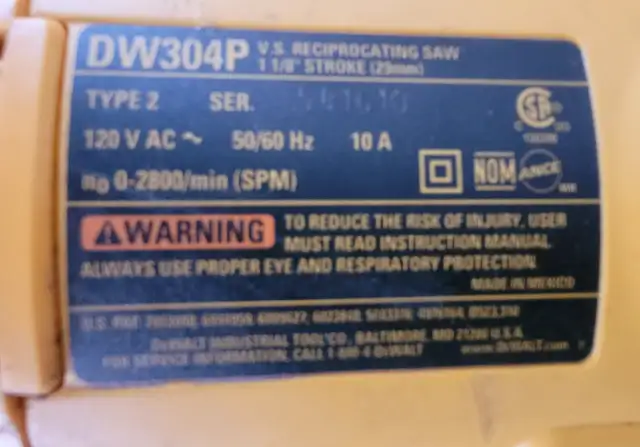 DW304P V.S. RECIPROCATING SAW
1 1/8" STROKE (29mm)
TYPE 2 SER.
120 V AC ~ 50/60 Hz 10 A
n₀ 0-2800/min (SPM)
NOM ANCE
WARNING TO REDUCE THE RISK OF INJURY, USER
MUST READ INSTRUCTION MANUAL.
ALWAYS USE PROPER EYE AND RESPIRATORY PROTECTION.
MADE IN MEXICO
U.S. PAT.
DEWALT INDUSTRIAL TOOL CO., BALTIMORE, MD 21286 U.S.A.
FOR SERVICE INFORMATION, CALL 1-800-4-DEWALT www.DEWALT.com